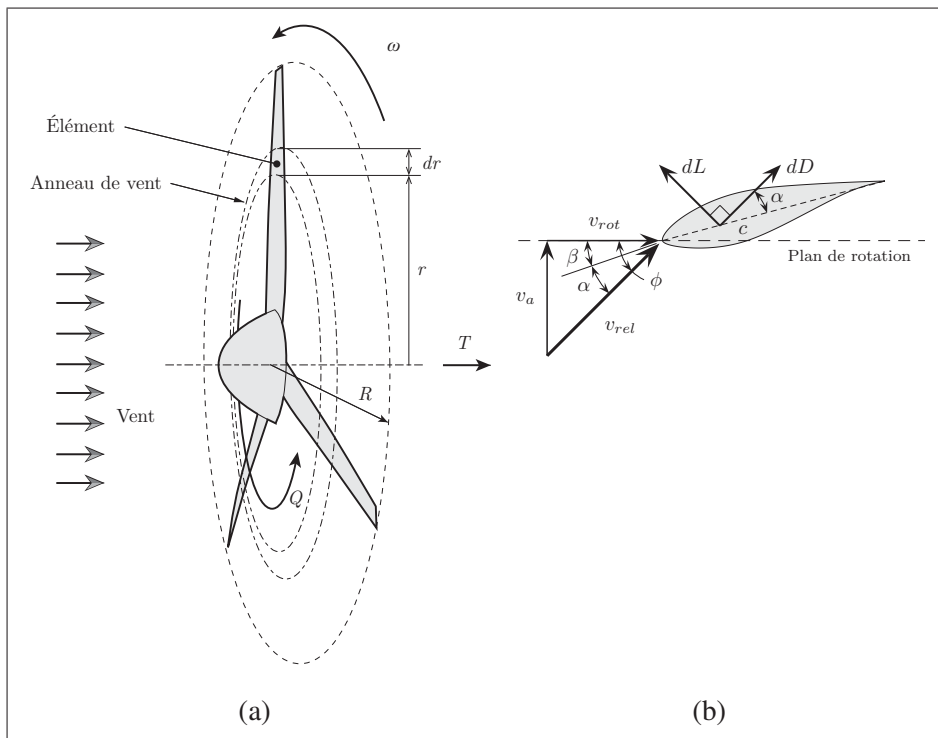 ω
Élément
dr
Anneau de vent
r
T
R
Vent
Q
(a)
dL
dD
α
v_rot
c
Plan de rotation
β
α
ϕ
v_a
v_rel
(b)